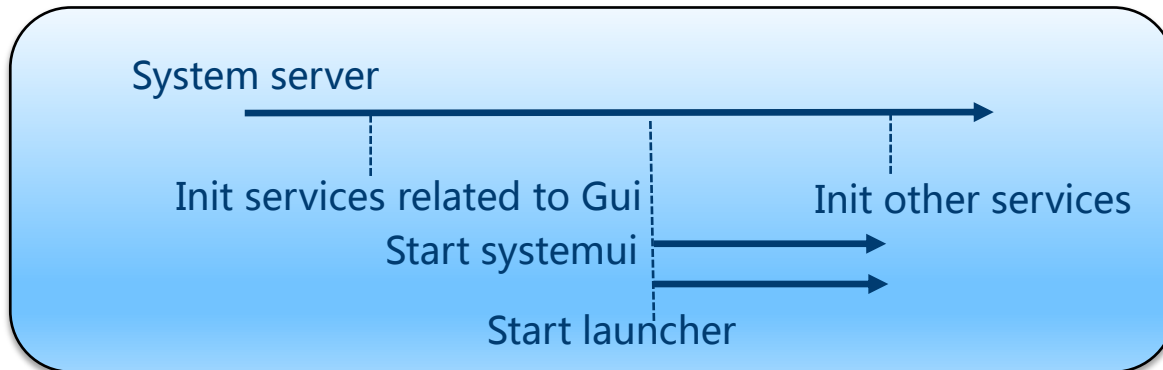 System server
Init services related to Gui
Init other services
Start systemui
Start launcher